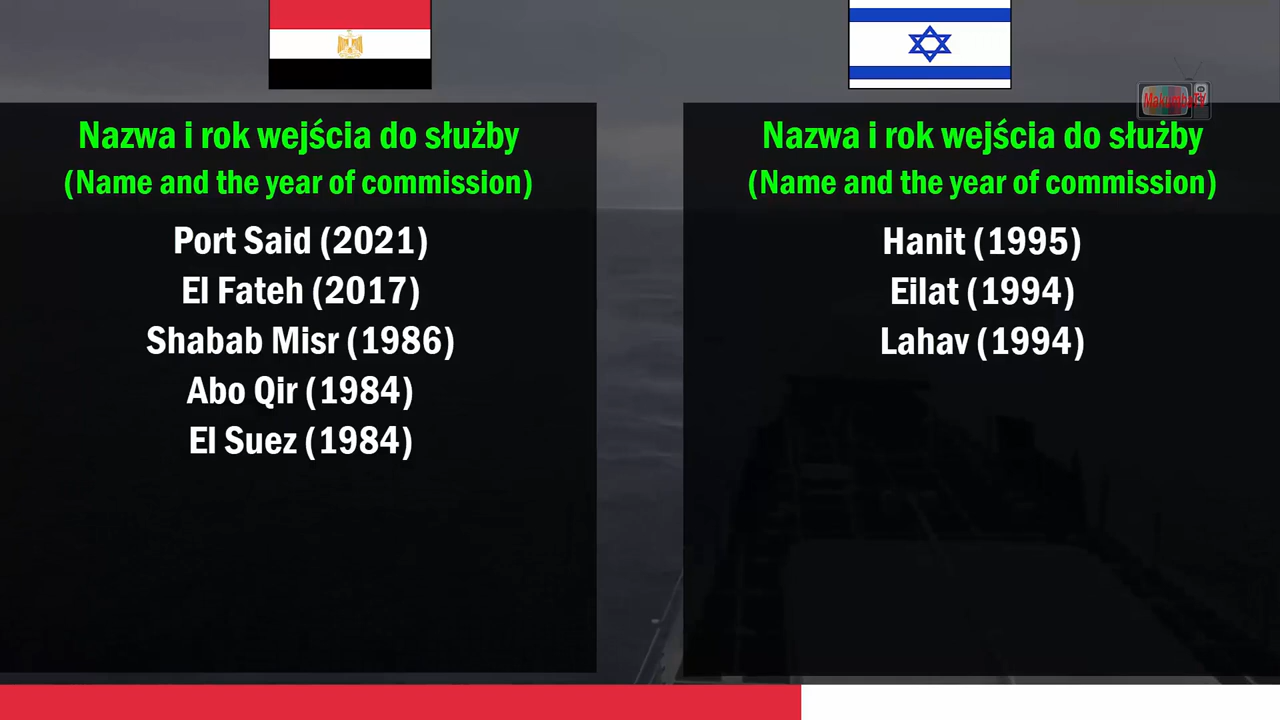 Nazwa i rok wejścia do służby
(Name and the year of commission)
Port Said (2021)
El Fateh (2017)
Shabab Misr (1986)
Abo Qir (1984)
El Suez (1984)
MakumbaTV
Nazwa i rok wejścia do służby
(Name and the year of commission)
Hanit (1995)
Eilat (1994)
Lahav (1994)